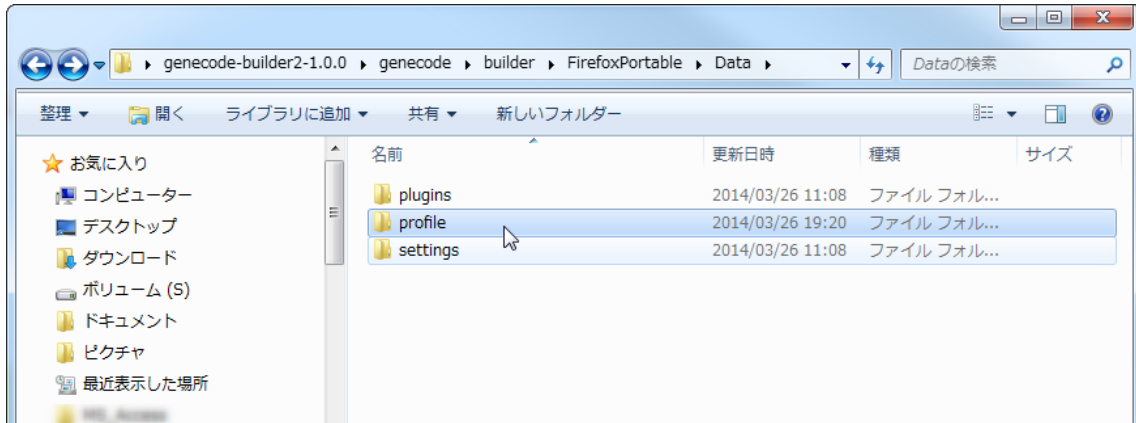 genecode-builder2-1.0.0 genecode builder FirefoxPortable Data Dataの検索
整理 開く ライブラリに追加 共有 新しいフォルダー
お気に入り
コンピューター
デスクトップ
ダウンロード
ボリューム (S)
ドキュメント
ピクチャ
最近表示した場所
名前 更新日時 種類 サイズ
plugins 2014/03/26 11:08 ファイル フォル...
profile 2014/03/26 19:20 ファイル フォル...
settings 2014/03/26 11:08 ファイル フォル...